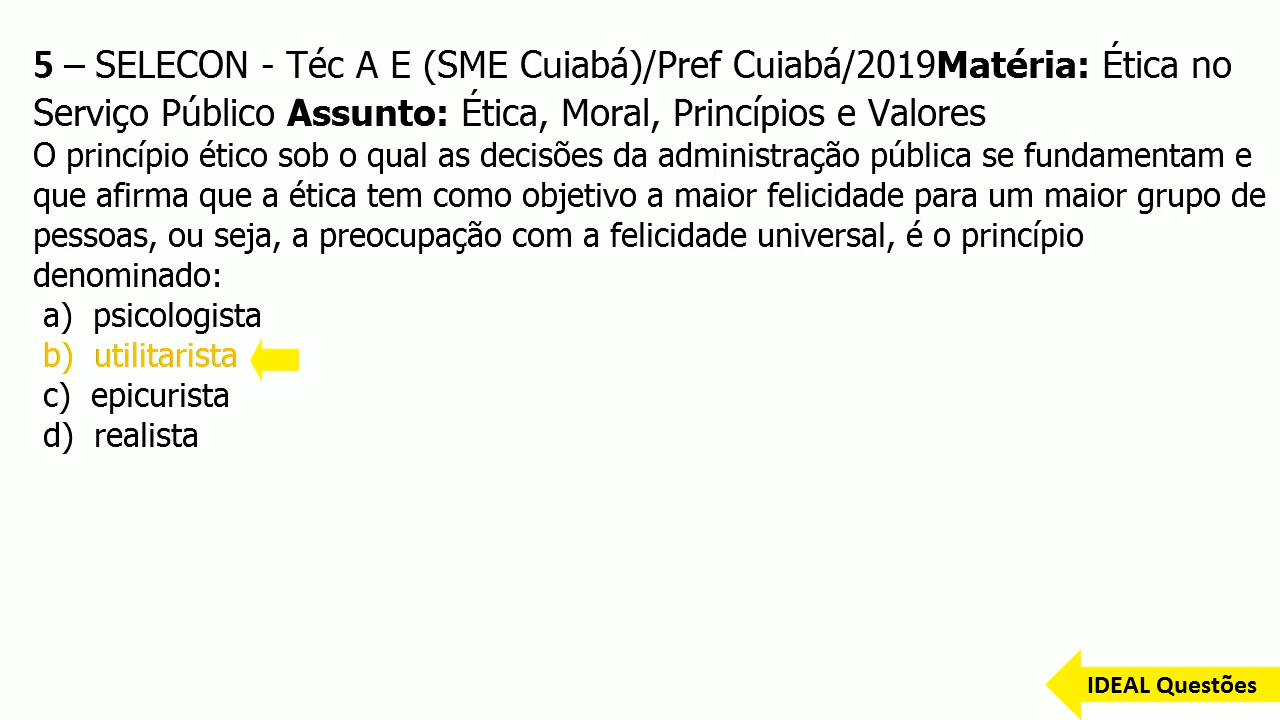 5 – SELECON - Téc A E (SME Cuiabá)/Pref Cuiabá/2019Matéria: Ética no
Serviço Público Assunto: Ética, Moral, Princípios e Valores
O princípio ético sob o qual as decisões da administração pública se fundamentam e
que afirma que a ética tem como objetivo a maior felicidade para um maior grupo de
pessoas, ou seja, a preocupação com a felicidade universal, é o princípio
denominado:
a) psicologista
b) utilitarista
c) epicurista
d) realista
IDEAL Questões